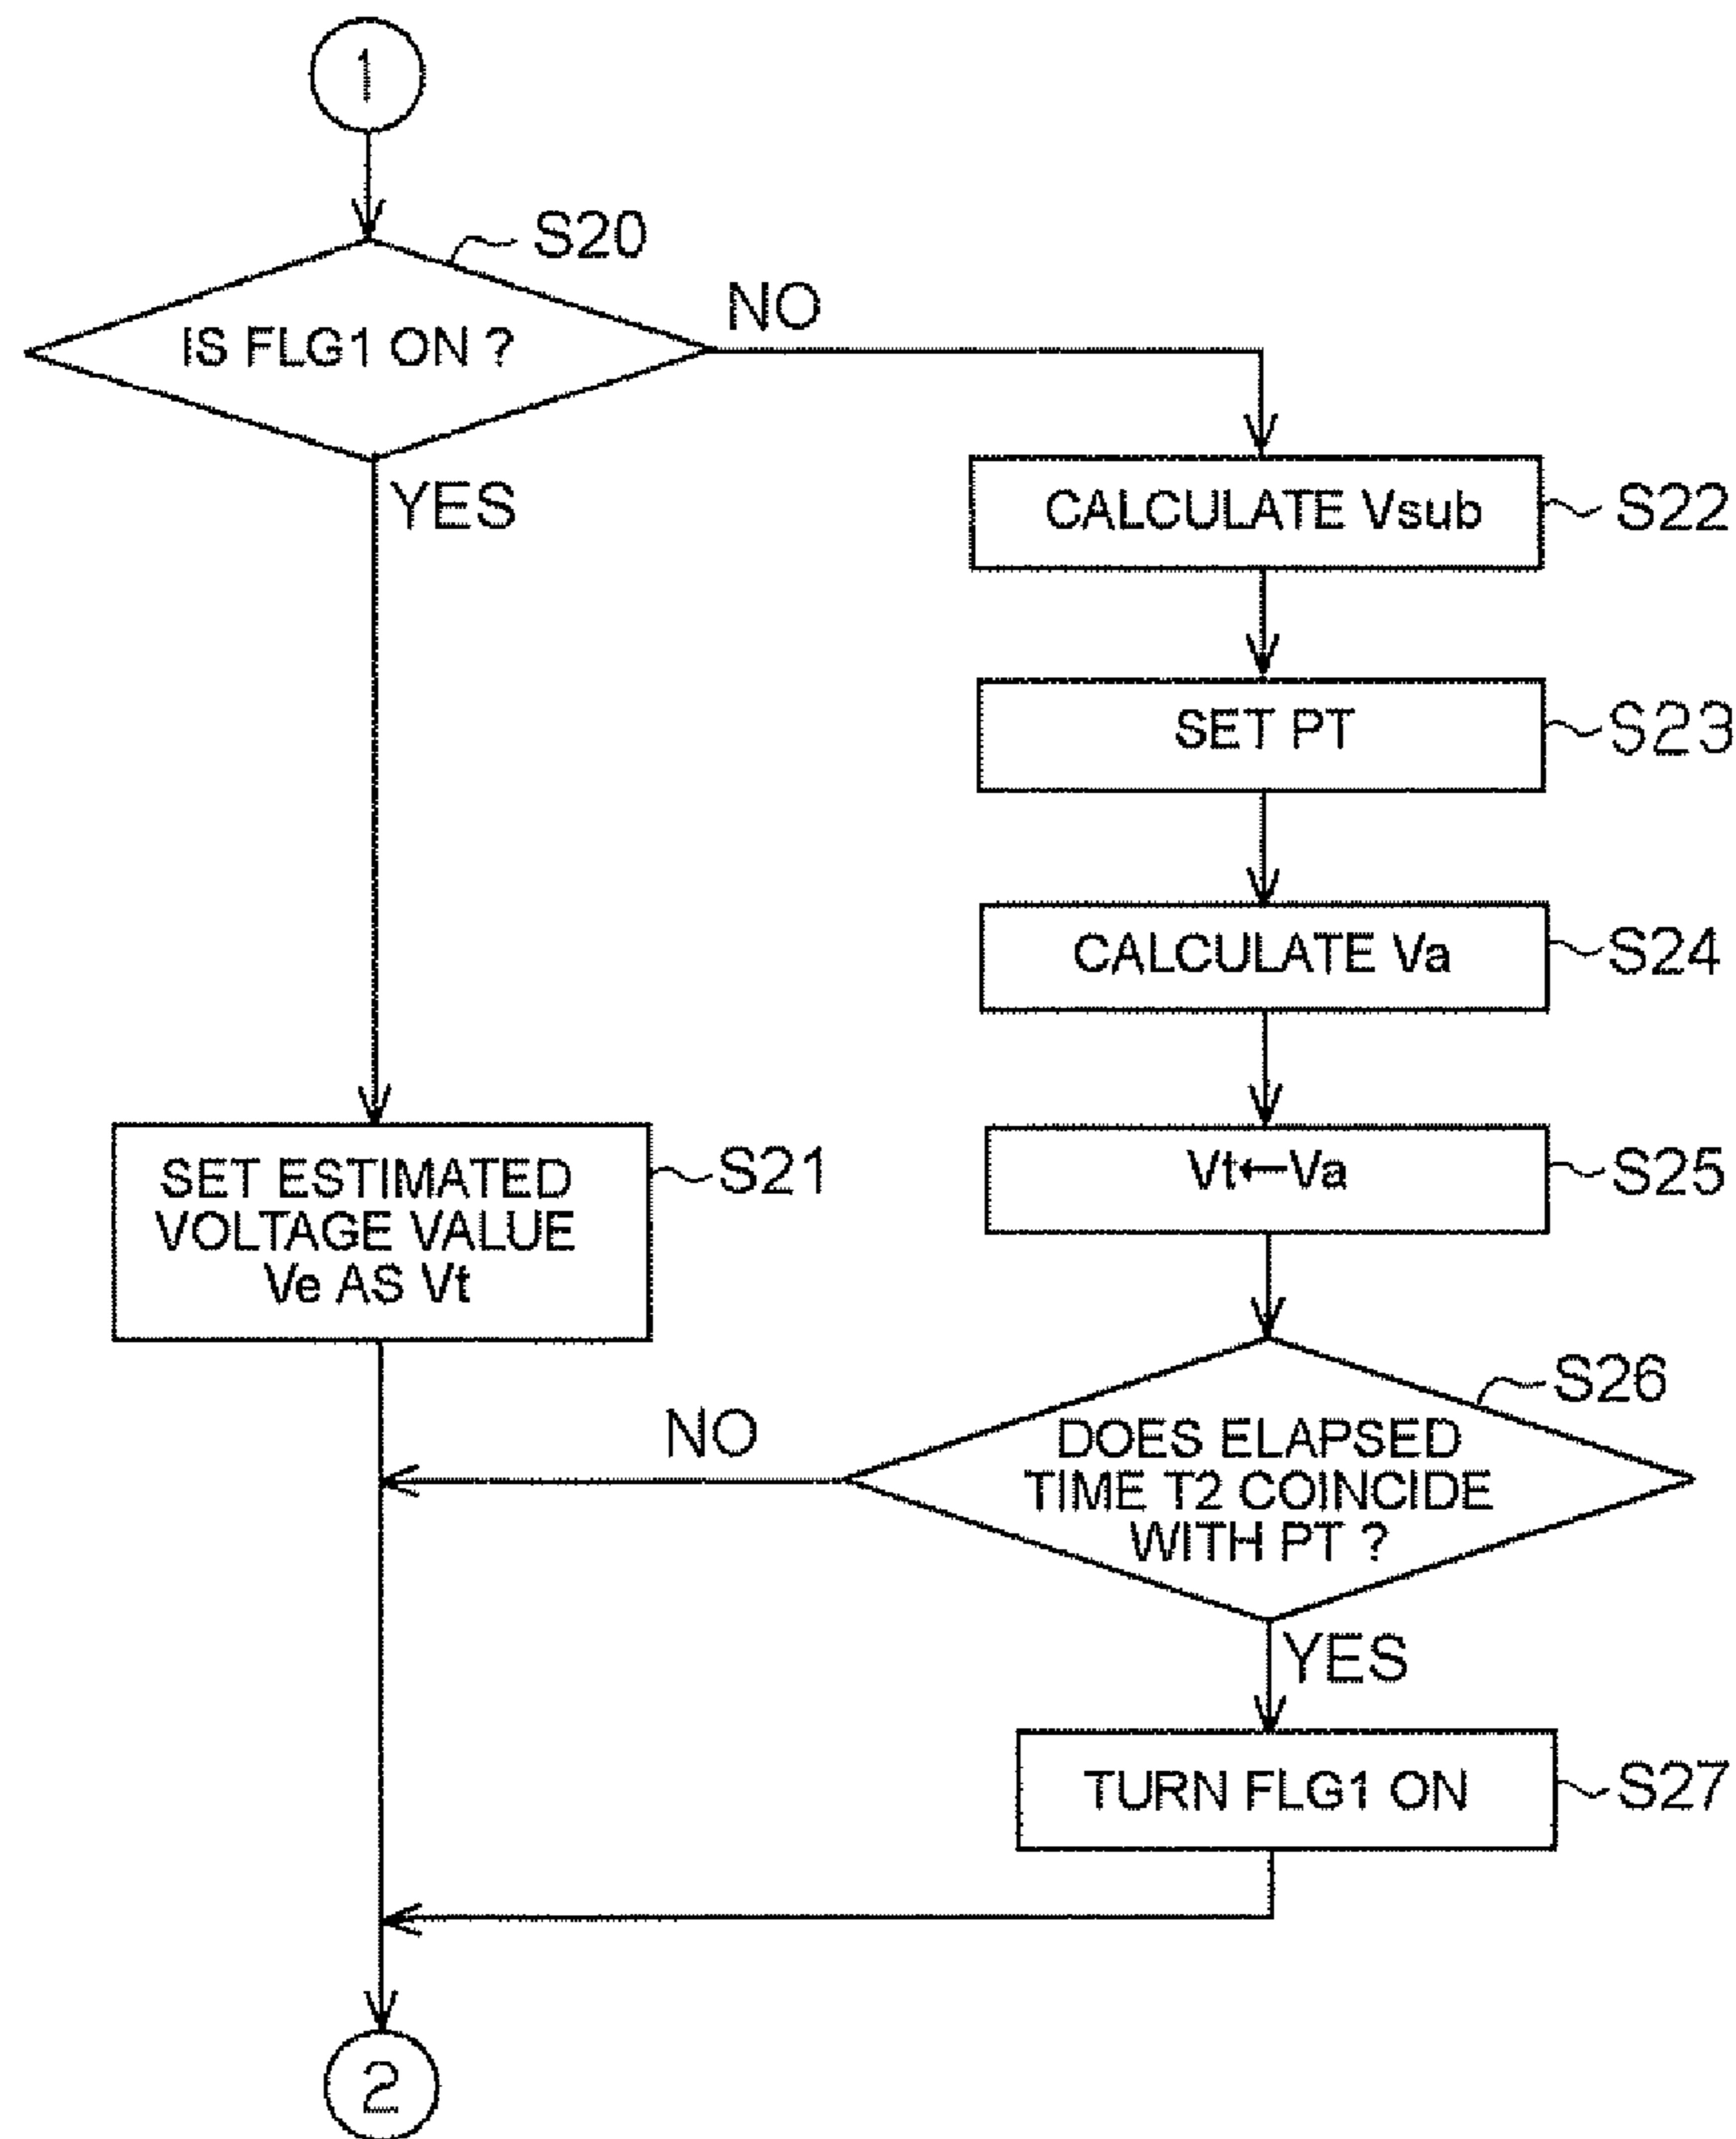 1
S20
IS FLG1 ON ?
NO
YES
CALCULATE Vsub
S22
SET PT
S23
CALCULATE Va
S24
SET ESTIMATED
VOLTAGE VALUE
Ve AS Vt
S21
Vt←Va
S25
S26
NO
DOES ELAPSED
TIME T2 COINCIDE
WITH PT ?
YES
TURN FLG1 ON
S27
2